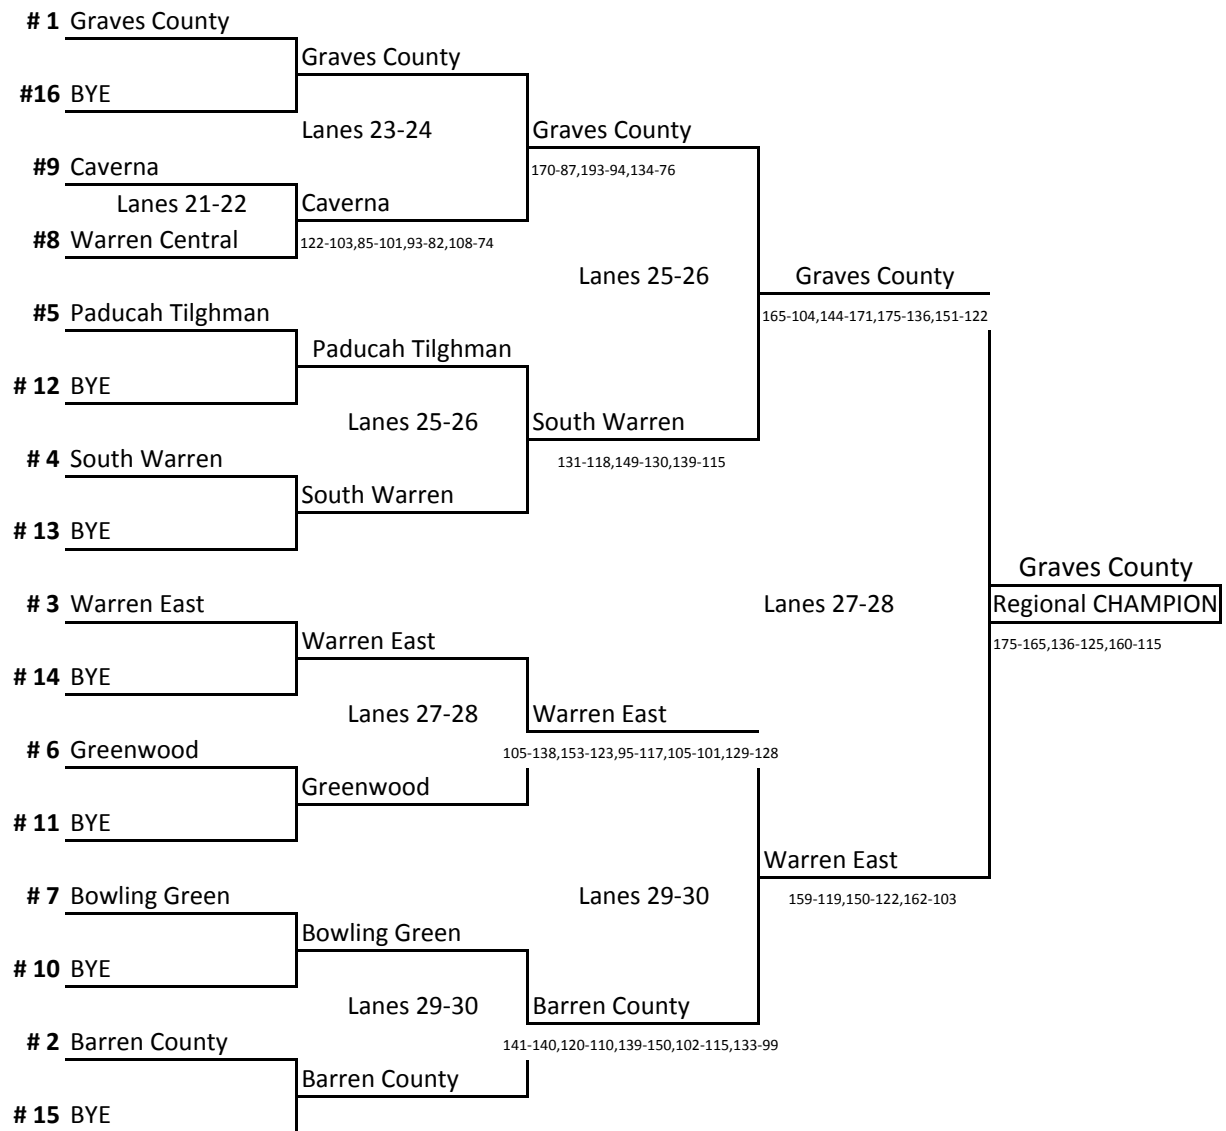 # 1 Graves County
Graves County
#16 BYE
Lanes 23-24 Graves County
#9 Caverna 170-87,193-94,134-76
Lanes 21-22 Caverna
#8 Warren Central 122-103,85-101,93-82,108-74
Lanes 25-26 Graves County
#5 Paducah Tilghman 165-104,144-171,175-136,151-122
Paducah Tilghman
# 12 BYE
Lanes 25-26 South Warren
# 4 South Warren 131-118,149-130,139-115
South Warren
# 13 BYE
Graves County
# 3 Warren East Lanes 27-28 Regional CHAMPION
Warren East 175-165,136-125,160-115
# 14 BYE
Lanes 27-28 Warren East
# 6 Greenwood 105-138,153-123,95-117,105-101,129-128
Greenwood
# 11 BYE
Warren East
# 7 Bowling Green Lanes 29-30 159-119,150-122,162-103
Bowling Green
# 10 BYE
Lanes 29-30 Barren County
# 2 Barren County 141-140,120-110,139-150,102-115,133-99
Barren County
# 15 BYE